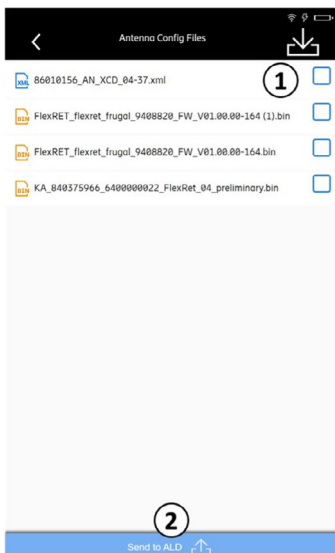 Antenna Config Files
1
XML 86010156_AN_XCD_04-37.xml
BIN FlexRET_flexret_frugal_9408820_FW_V01.00.00-164 (1).bin
BIN FlexRET_flexret_frugal_9408820_FW_V01.00.00-164.bin
BIN KA_840375966_6400000022_FlexRet_04_preliminary.bin
2
Send to ALD